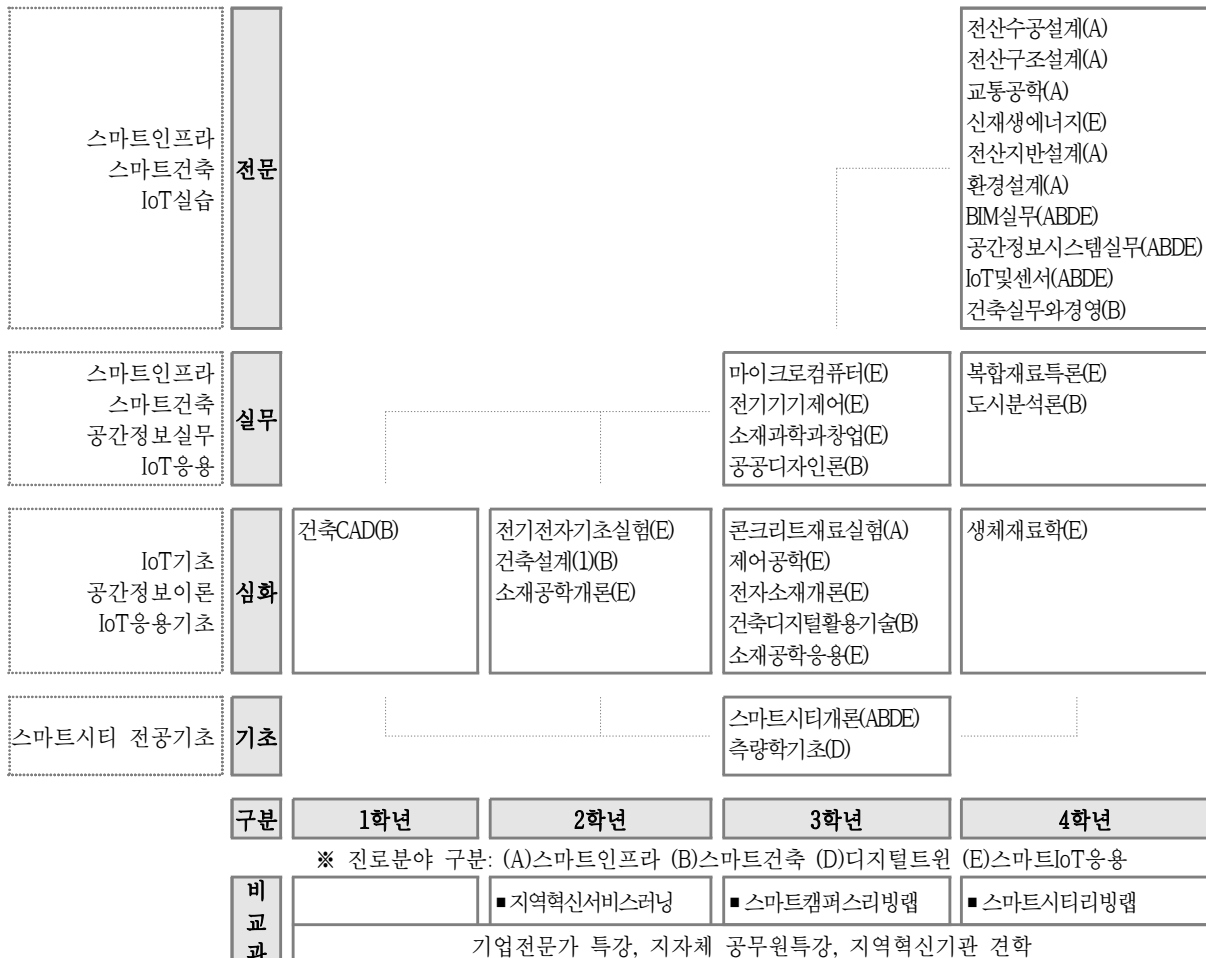 스마트인프라
스마트건축
IoT실습
전문
전산수공설계(A)
전산구조설계(A)
교통공학(A)
신재생에너지(E)
전산지반설계(A)
환경설계(A)
BIM실무(ABDE)
공간정보시스템실무(ABDE)
IoT및센서(ABDE)
건축실무와경영(B)
스마트인프라
스마트건축
공간정보실무
IoT응용
실무
마이크로컴퓨터(E)
전기기기제어(E)
소재과학과창업(E)
공공디자인론(B)
복합재료특론(E)
도시분석론(B)
IoT기초
공간정보이론
IoT응용기초
심화
건축CAD(B)
전기전자기초실험(E)
건축설계(1)(B)
소재공학개론(E)
콘크리트재료실험(A)
제어공학(E)
전자소재개론(E)
건축디지털활용기술(B)
소재공학응용(E)
생체재료학(E)
스마트시티 전공기초
기초
스마트시티개론(ABDE)
측량학기초(D)
구분 1학년 2학년 3학년 4학년
※ 진로분야 구분: (A)스마트인프라 (B)스마트건축 (D)디지털트윈 (E)스마트IoT응용
비
교
과
■ 지역혁신서비스러닝
■ 스마트캠퍼스리빙랩
■ 스마트시티리빙랩
기업전문가 특강, 지자체 공무원특강, 지역혁신기관 견학